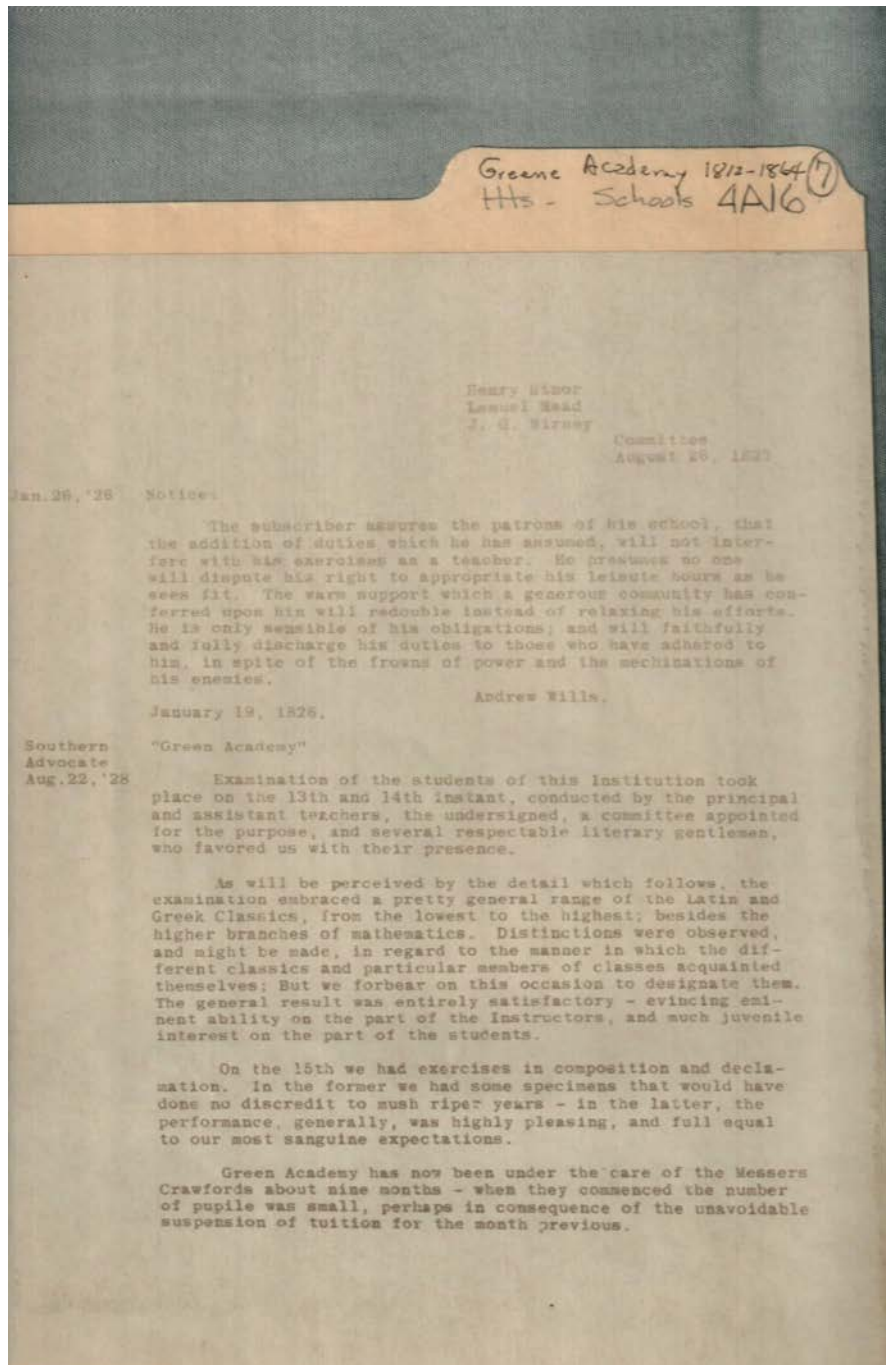 Greene Academy 1812-1864 7
Hts - Schools 4A16
Henry Minor
Lemuel Mead
J. G. Birney
Committee
August 26, 182
Jan.26,'26 Notice:
The subscriber assures the patrons of his school, that
the addition of duties which he has assumed, will not inter-
fere with his exercises as a teacher. He presumes no one
will dispute his right to appropriate his leisute hours as he
sees fit. The warm support which a generous community has con-
ferred upon him will redouble instead of relaxing his efforts.
He is only sensible of his obligations; and will faithfully
and fully discharge his duties to those who have adhered to
him, in spite of the frowns of power and the mechinations of
his enemies.
Andrew Wills.
January 19, 1826.
Southern "Green Academy"
Advocate
Aug.22,'28 Examination of the students of this Institution took
place on the 13th and 14th instant, conducted by the principal
and assistant teachers, the undersigned, a committee appointed
for the purpose, and several respectable literary gentlemen,
who favored us with their presence.
As will be perceived by the detail which follows, the
examination embraced a pretty general range of the Latin and
Greek Classics, from the lowest to the highest; besides the
higher branches of mathematics. Distinctions were observed,
and might be made, in regard to the manner in which the dif-
ferent classics and particular members of classes acquainted
themselves; But we forbear on this occasion to designate them.
The general result was entirely satisfactory - evincing emi-
nent ability on the part of the Instructors, and much juvenile
interest on the part of the students.
On the 15th we had exercises in composition and decla-
mation. In the former we had some specimens that would have
done no discredit to mush riper years - in the latter, the
performance, generally, was highly pleasing, and full equal
to our most sanguine expectations.
Green Academy has now been under the care of the Messers
Crawfords about nine months - when they commenced the number
of pupile was small, perhaps in consequence of the unavoidable
suspension of tuition for the month previous.